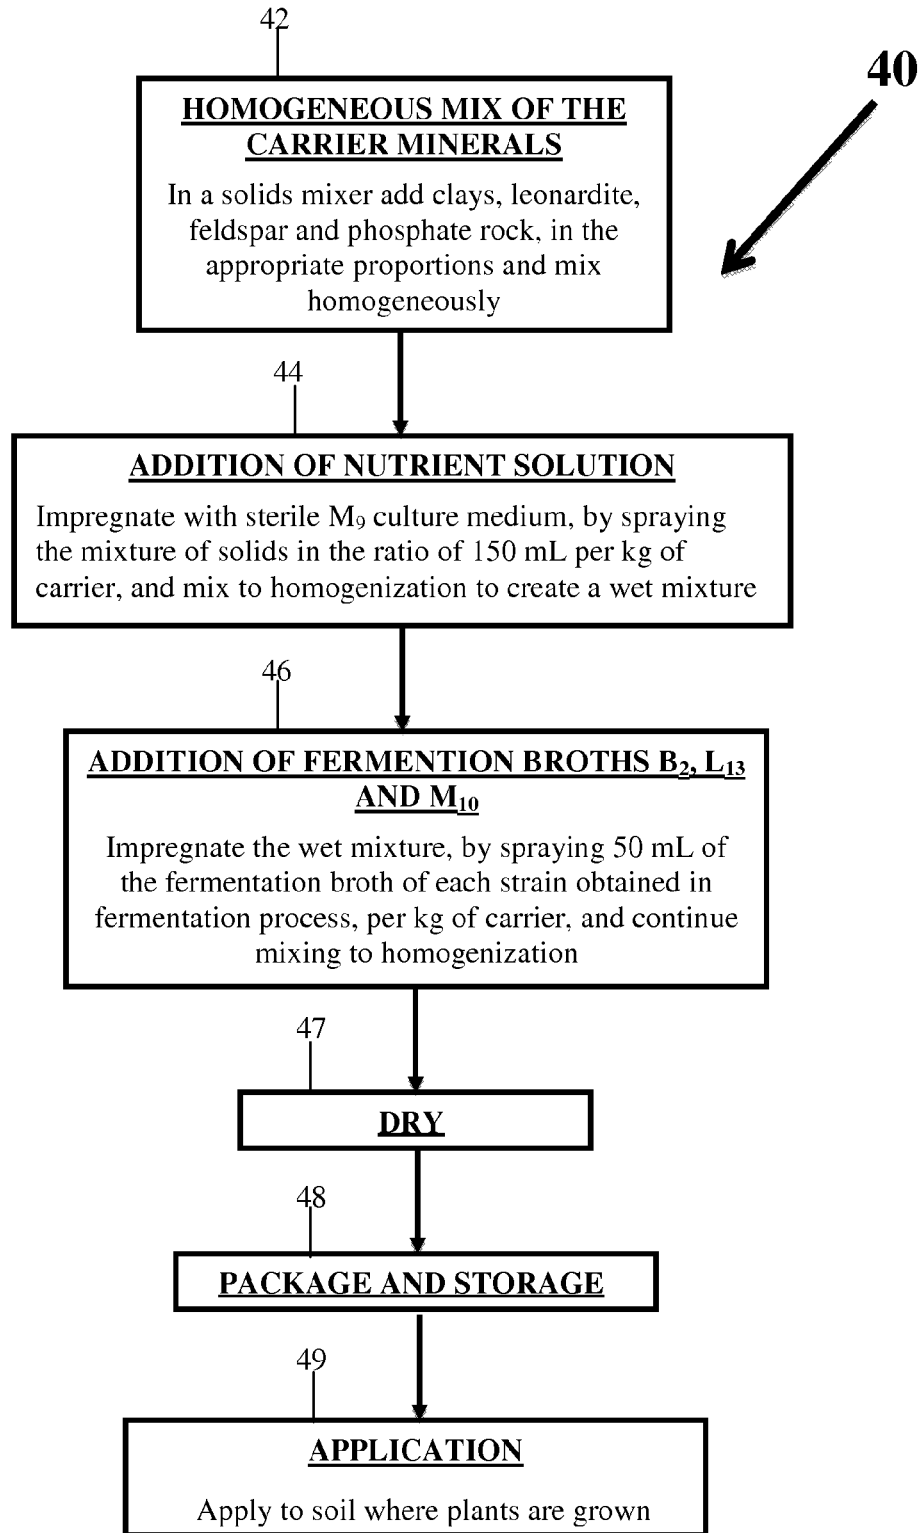 42
40
HOMOGENEOUS MIX OF THE
CARRIER MINERALS
In a solids mixer add clays, leonardite,
feldspar and phosphate rock, in the
appropriate proportions and mix
homogeneously
44
ADDITION OF NUTRIENT SOLUTION
Impregnate with sterile M₉ culture medium, by spraying
the mixture of solids in the ratio of 150 mL per kg of
carrier, and mix to homogenization to create a wet mixture
46
ADDITION OF FERMENTION BROTHS B₂, L₁₃
AND M₁₀
Impregnate the wet mixture, by spraying 50 mL of
the fermentation broth of each strain obtained in
fermentation process, per kg of carrier, and continue
mixing to homogenization
47
DRY
48
PACKAGE AND STORAGE
49
APPLICATION
Apply to soil where plants are grown